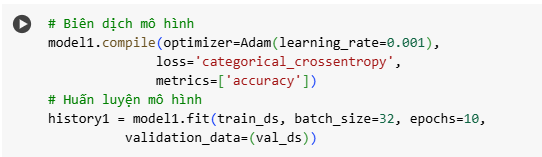 # Biên dịch mô hình
model1.compile(optimizer=Adam(learning_rate=0.001),
loss='categorical_crossentropy',
metrics=['accuracy'])
# Huấn luyện mô hình
history1 = model1.fit(train_ds, batch_size=32, epochs=10,
validation_data=(val_ds))